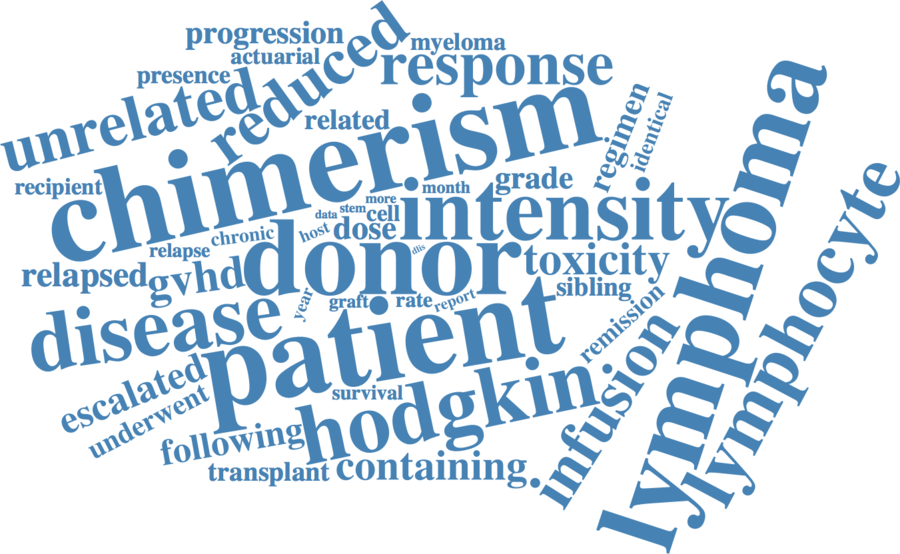 progression
myeloma
actuarial
presence
reduced
response
unrelated
related
chimerism
regimen
identical
lymphoma
recipient
month
grade
more
intensity
stem
data
cell
lymphocyte
chronic
host
dose
relapse
donor
dlis
toxicity
relapsed
gvhd
sibling
year
graft
rate
report
disease
patient
remission
infusion
escalated
survival
underwent
hodgkin
following
transplant
containing.